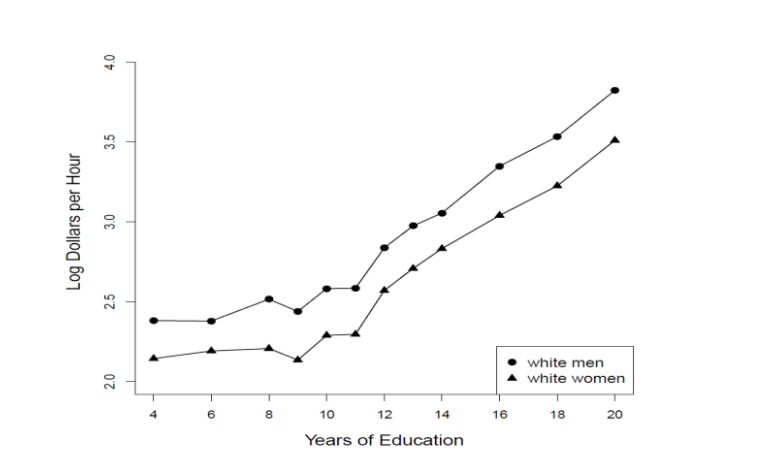 4.0
3.5
3.0
2.5
2.0
Log Dollars per Hour
white men
white women
4 6 8 10 12 14 16 18 20
Years of Education